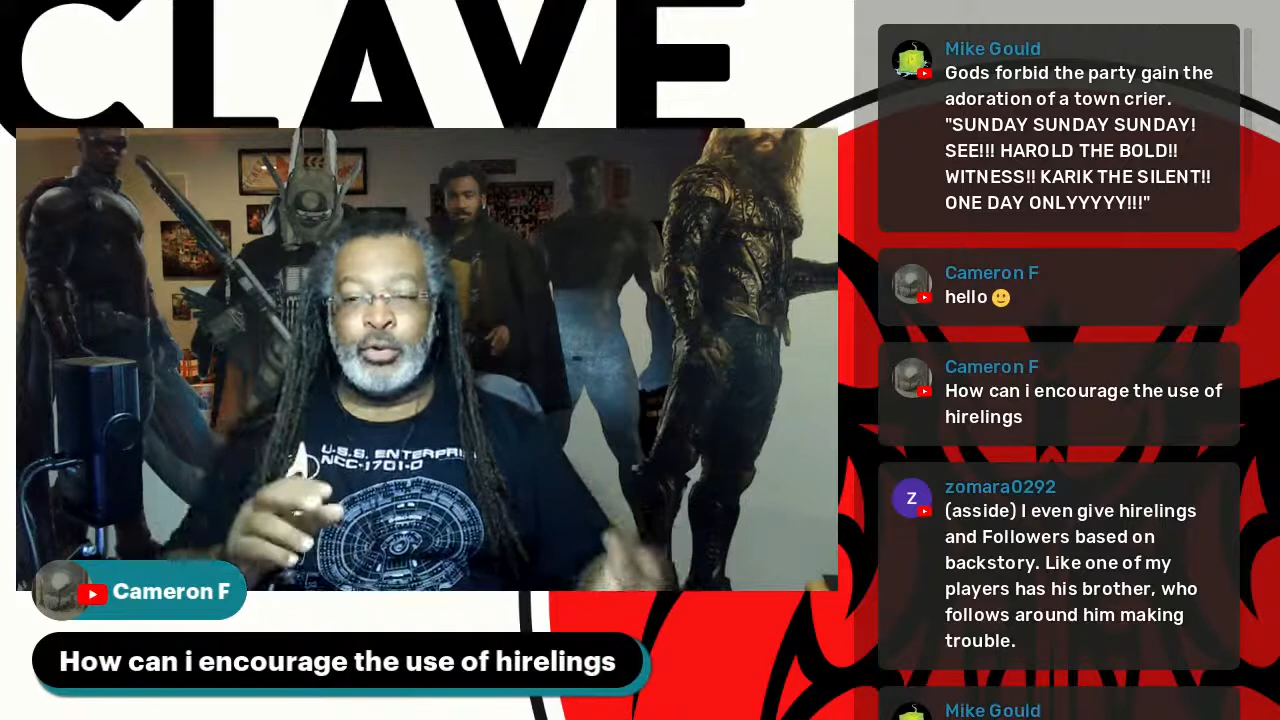 CLAVE
U.S.S. ENTERPRI
NCC-1701-D
Cameron F
How can i encourage the use of hirelings
Mike Gould
Gods forbid the party gain the
adoration of a town crier.
"SUNDAY SUNDAY SUNDAY!
SEE!!! HAROLD THE BOLD!!
WITNESS!! KARIK THE SILENT!!
ONE DAY ONLYYYYY!!!"
Cameron F
hello 🙂
Cameron F
How can i encourage the use of
hirelings
Z
zomara0292
(asside) I even give hirelings
and Followers based on
backstory. Like one of my
players has his brother, who
follows around him making
trouble.
Mike Gould